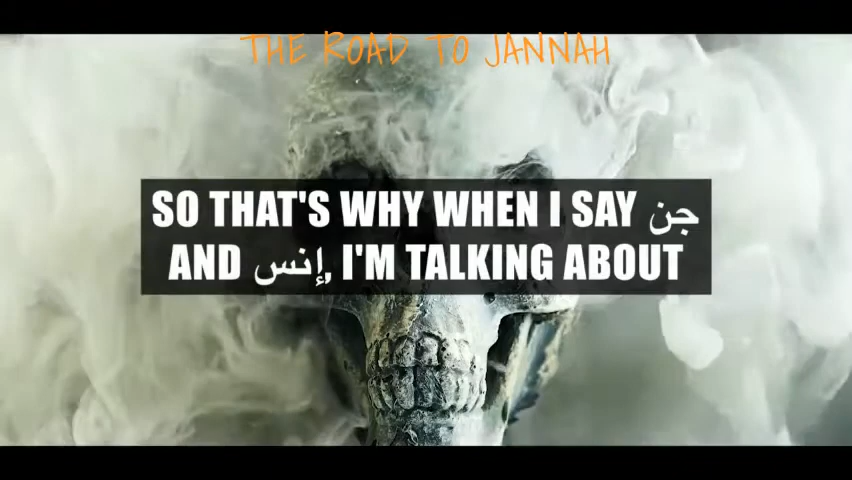 THE ROAD TO JANNAH
SO THAT'S WHY WHEN I SAY جن
AND إنس, I'M TALKING ABOUT